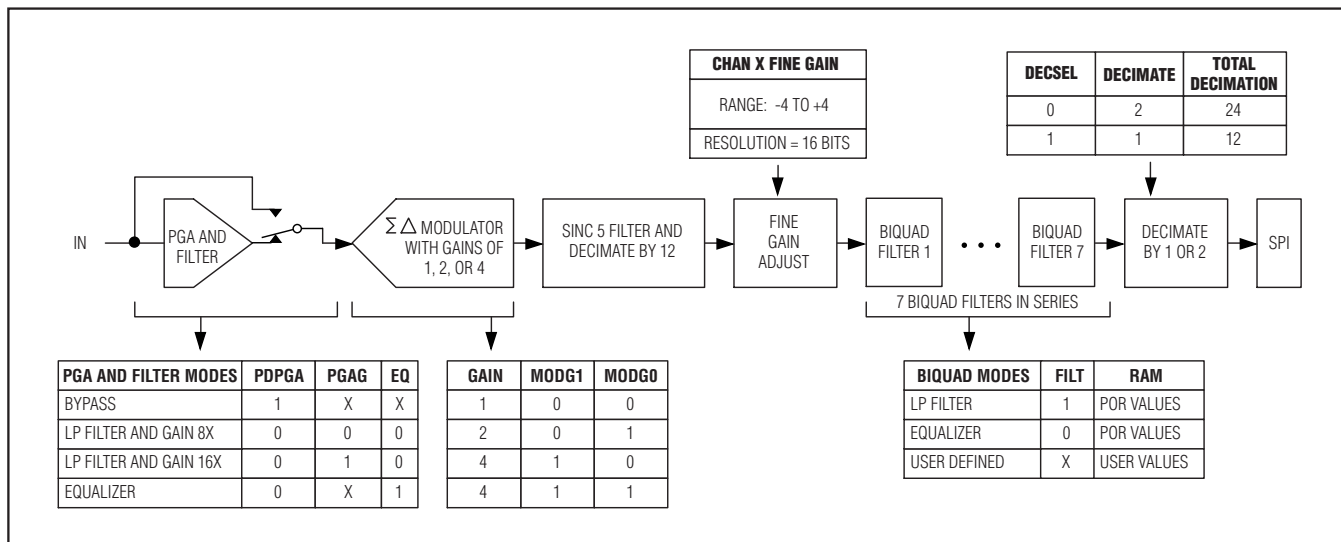 CHAN X FINE GAIN
RANGE: -4 TO +4
RESOLUTION = 16 BITS
DECSEL DECIMATE TOTAL DECIMATION
0 2 24
1 1 12
IN
PGA AND
FILTER
ΣΔ MODULATOR
WITH GAINS OF
1, 2, OR 4
SINC 5 FILTER AND
DECIMATE BY 12
FINE
GAIN
ADJUST
BIQUAD
FILTER 1
• • •
BIQUAD
FILTER 7
DECIMATE
BY 1 OR 2
SPI
7 BIQUAD FILTERS IN SERIES
PGA AND FILTER MODES PDPGA PGAG EQ
BYPASS 1 X X
LP FILTER AND GAIN 8X 0 0 0
LP FILTER AND GAIN 16X 0 1 0
EQUALIZER 0 X 1
GAIN MODG1 MODG0
1 0 0
2 0 1
4 1 0
4 1 1
BIQUAD MODES FILT RAM
LP FILTER 1 POR VALUES
EQUALIZER 0 POR VALUES
USER DEFINED X USER VALUES